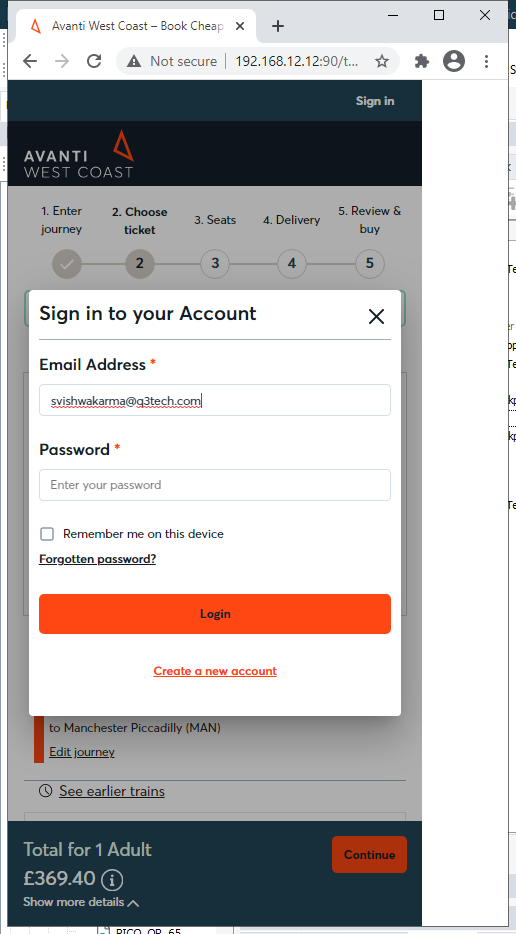 Avanti West Coast – Book Cheap
Not secure | 192.168.12.12:90/t...
Sign in
AVANTI
WEST COAST
1. Enter journey
2. Choose ticket
3. Seats
4. Delivery
5. Review & buy
2
3
4
5
Sign in to your Account
Email Address *
svishwakarma@q3tech.com
Password *
Enter your password
Remember me on this device
Forgotten password?
Login
Create a new account
to Manchester Piccadilly (MAN)
Edit journey
See earlier trains
Total for 1 Adult
£369.40
Continue
Show more details